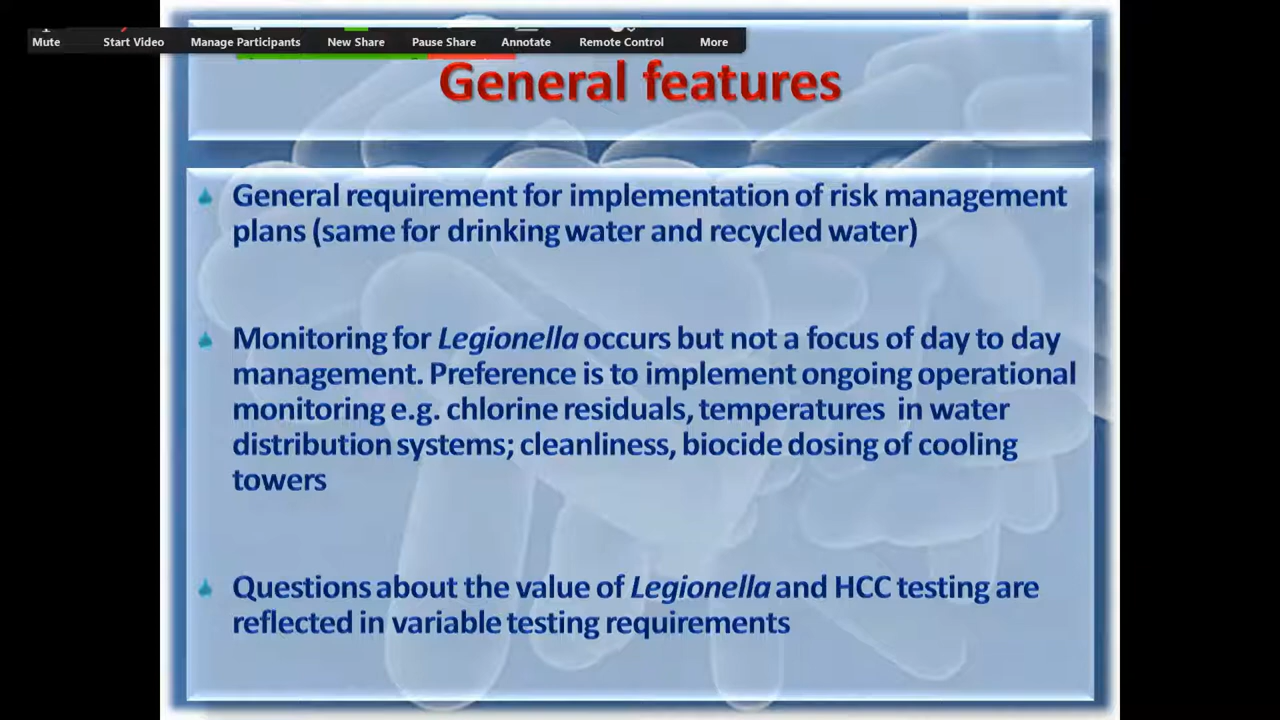 Mute Start Video Manage Participants New Share Pause Share Annotate Remote Control More
General features
General requirement for implementation of risk management
plans (same for drinking water and recycled water)
Monitoring for Legionella occurs but not a focus of day to day
management. Preference is to implement ongoing operational
monitoring e.g. chlorine residuals, temperatures in water
distribution systems; cleanliness, biocide dosing of cooling
towers
Questions about the value of Legionella and HCC testing are
reflected in variable testing requirements